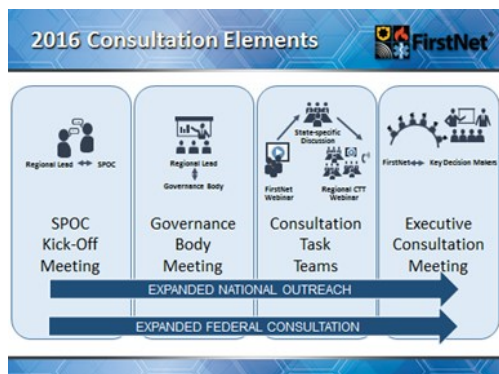 2016 Consultation Elements
FirstNet
Regional Lead
SPOC
SPOC
Kick-Off
Meeting
Regional Lead
Governance Body
Governance
Body
Meeting
State-specific
Discussion
FirstNet
Webinar
Regional CTT
Webinar
Consultation
Task
Teams
FirstNet
Key Decision Makers
Executive
Consultation
Meeting
EXPANDED NATIONAL OUTREACH
EXPANDED FEDERAL CONSULTATION